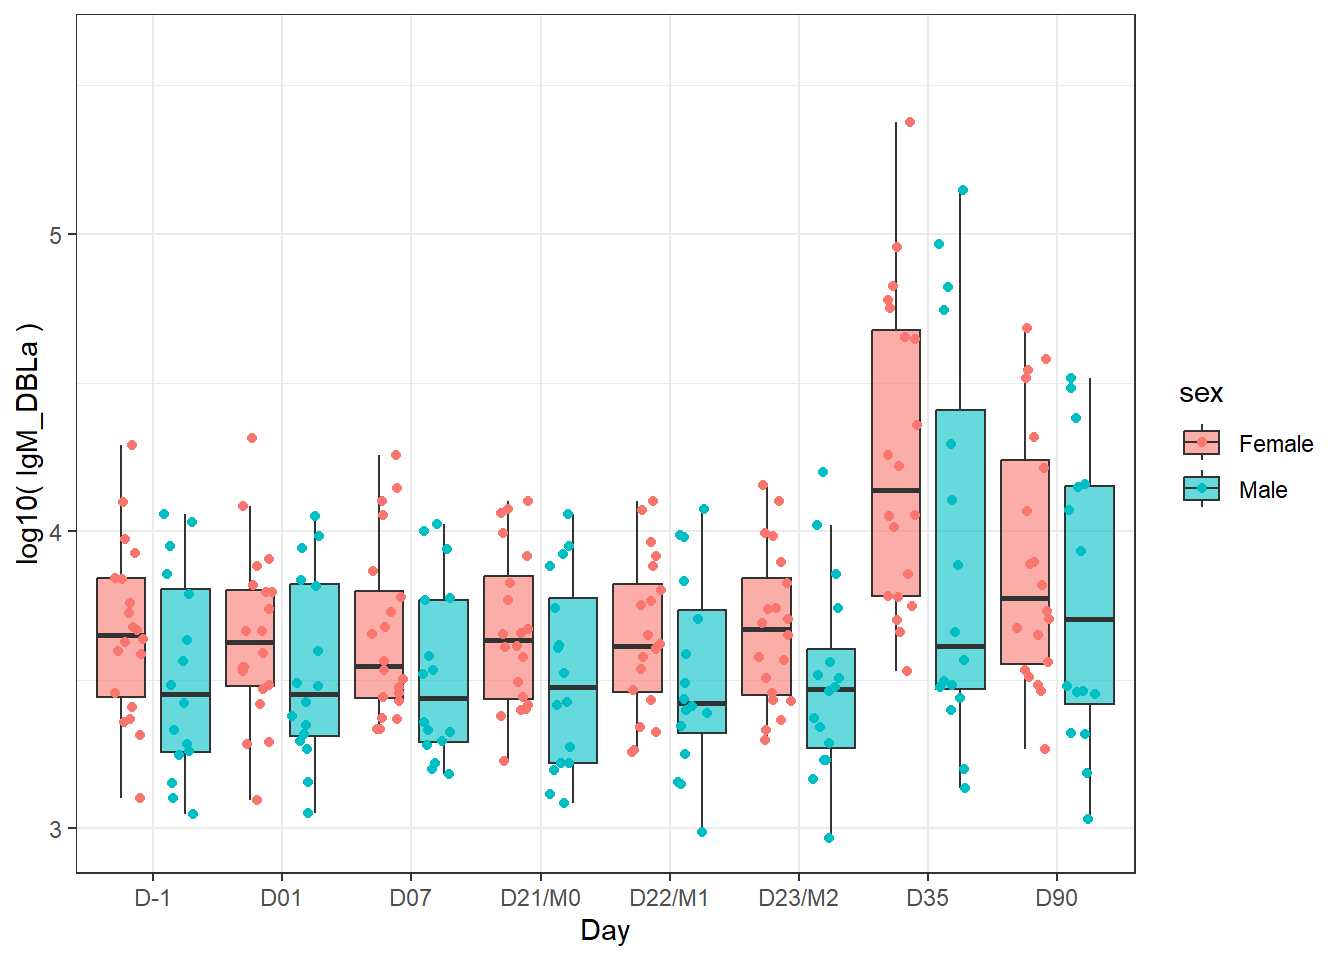 log10( IgM_DBLa )
5
4
3
D-1 D01 D07 D21/M0 D22/M1 D23/M2 D35 D90
Day
sex
Female
Male